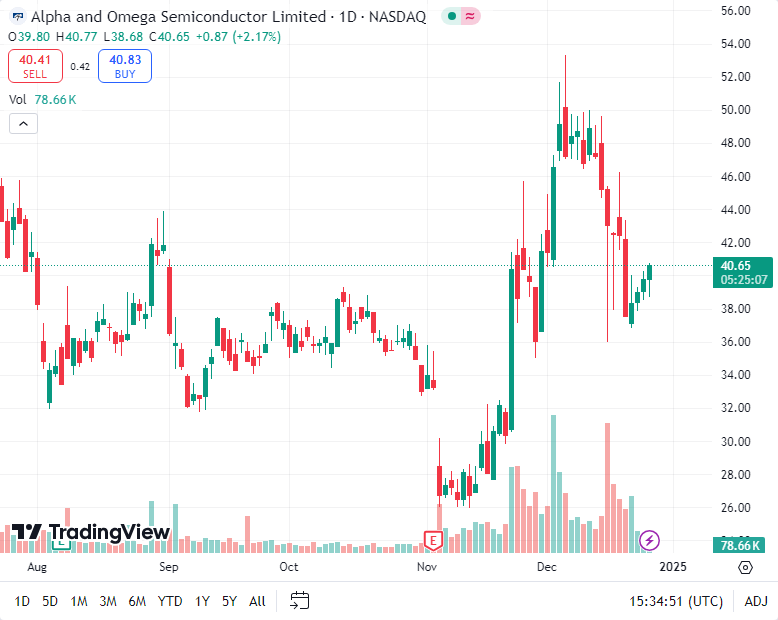 Alpha and Omega Semiconductor Limited · 1D · NASDAQ
O39.80 H40.77 L38.68 C40.65 +0.87 (+2.17%)
40.41
SELL
0.42
40.83
BUY
Vol 78.66 K
56.00
54.00
52.00
50.00
48.00
46.00
44.00
42.00
40.65
05:25:07
38.00
36.00
34.00
32.00
30.00
28.00
26.00
78.66 K
TradingView
E
E
Aug Sep Oct Nov Dec 2025
1D 5D 1M 3M 6M YTD 1Y 5Y All
15:34:51 (UTC) ADJ